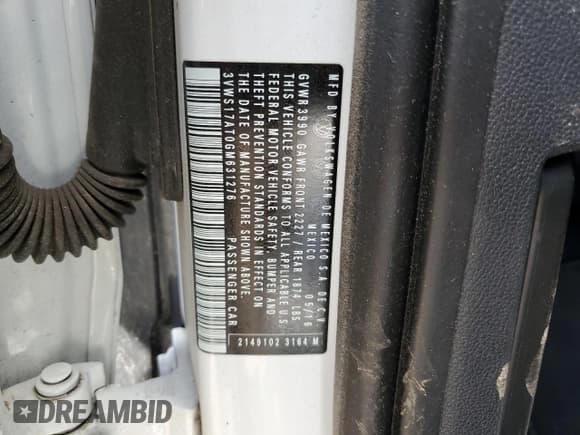 MFD. BY VOLKSWAGEN DE MEXICO S.A. DE C.V.
MEXICO 05/16
GVWR 3990 GAWR FRONT 2227 / REAR 1874 LBS
THIS VEHICLE CONFORMS TO ALL APPLICABLE U.S.
FEDERAL MOTOR VEHICLE SAFETY, BUMPER AND
THEFT PREVENTION STANDARDS IN EFFECT ON
THE DATE OF MANUFACTURE SHOWN ABOVE.
3VWS17AT0GM631276 PASSENGER CAR
2149102 3164 M
DREAMBID